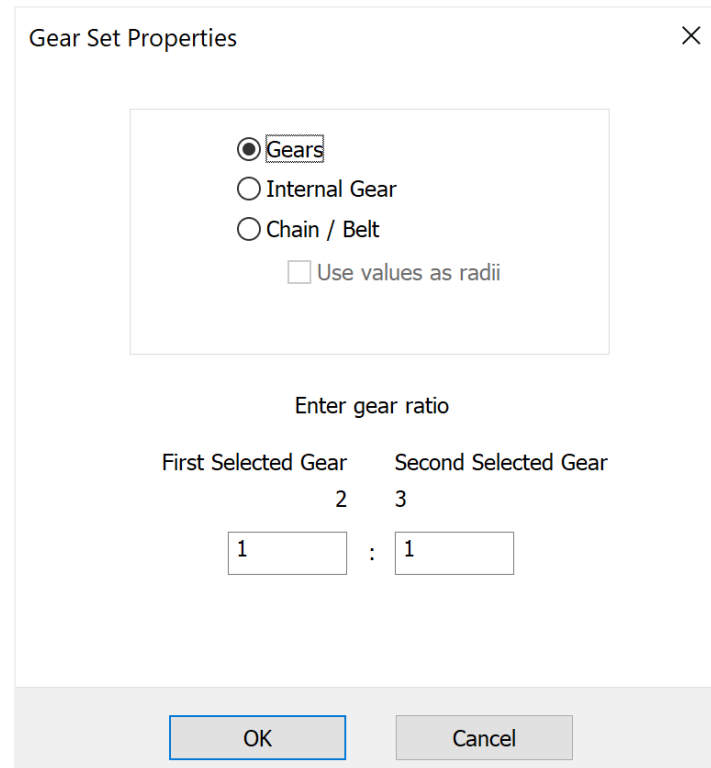 Gear Set Properties
Gears
Internal Gear
Chain / Belt
Use values as radii
Enter gear ratio
First Selected Gear Second Selected Gear
2 3
1 : 1
OK Cancel